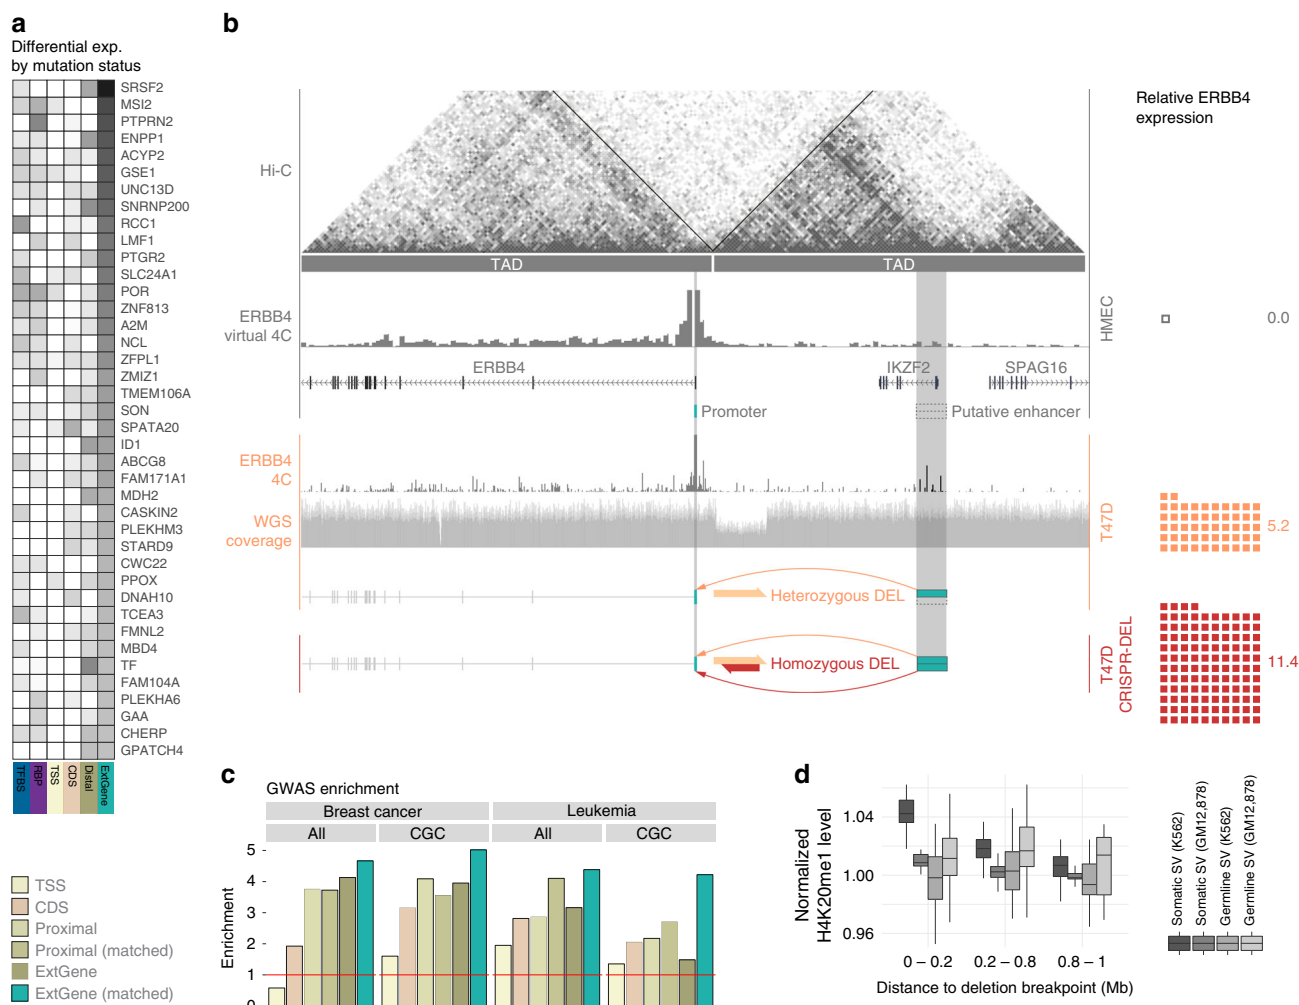 a
Differential exp.
by mutation status
SRSF2
MSI2
PTPRN2
ENPP1
ACYP2
GSE1
UNC13D
SNRNP200
RCC1
LMF1
PTGR2
SLC24A1
POR
ZNF813
A2M
NCL
ZFPL1
ZMIZ1
TMEM106A
SON
SPATA20
ID1
ABCG8
FAM171A1
MDH2
CASKIN2
PLEKHM3
STARD9
CWC22
PPOX
DNAH10
TCEA3
FMNL2
MBD4
TF
FAM104A
PLEKHA6
GAA
CHERP
GPATCH4
TFBS
RBP
TSS
CDS
Distal
ExtGene
b
Relative ERBB4
expression
Hi-C
TAD
TAD
ERBB4
virtual 4C
HMEC
0.0
ERBB4
IKZF2
SPAG16
Promoter
Putative enhancer
ERBB4
4C
WGS
coverage
T47D
5.2
Heterozygous DEL
Homozygous DEL
T47D
CRISPR-DEL
11.4
c
GWAS enrichment
Breast cancer
Leukemia
All
CGC
All
CGC
Enrichment
5
4
3
2
1
0
TSS
CDS
Proximal
Proximal (matched)
ExtGene
ExtGene (matched)
d
Normalized
H4K20me1 level
1.04
1.00
0.96
0 – 0.2
0.2 – 0.8
0.8 – 1
Distance to deletion breakpoint (Mb)
Somatic SV (K562)
Somatic SV (GM12,878)
Germline SV (K562)
Germline SV (GM12,878)